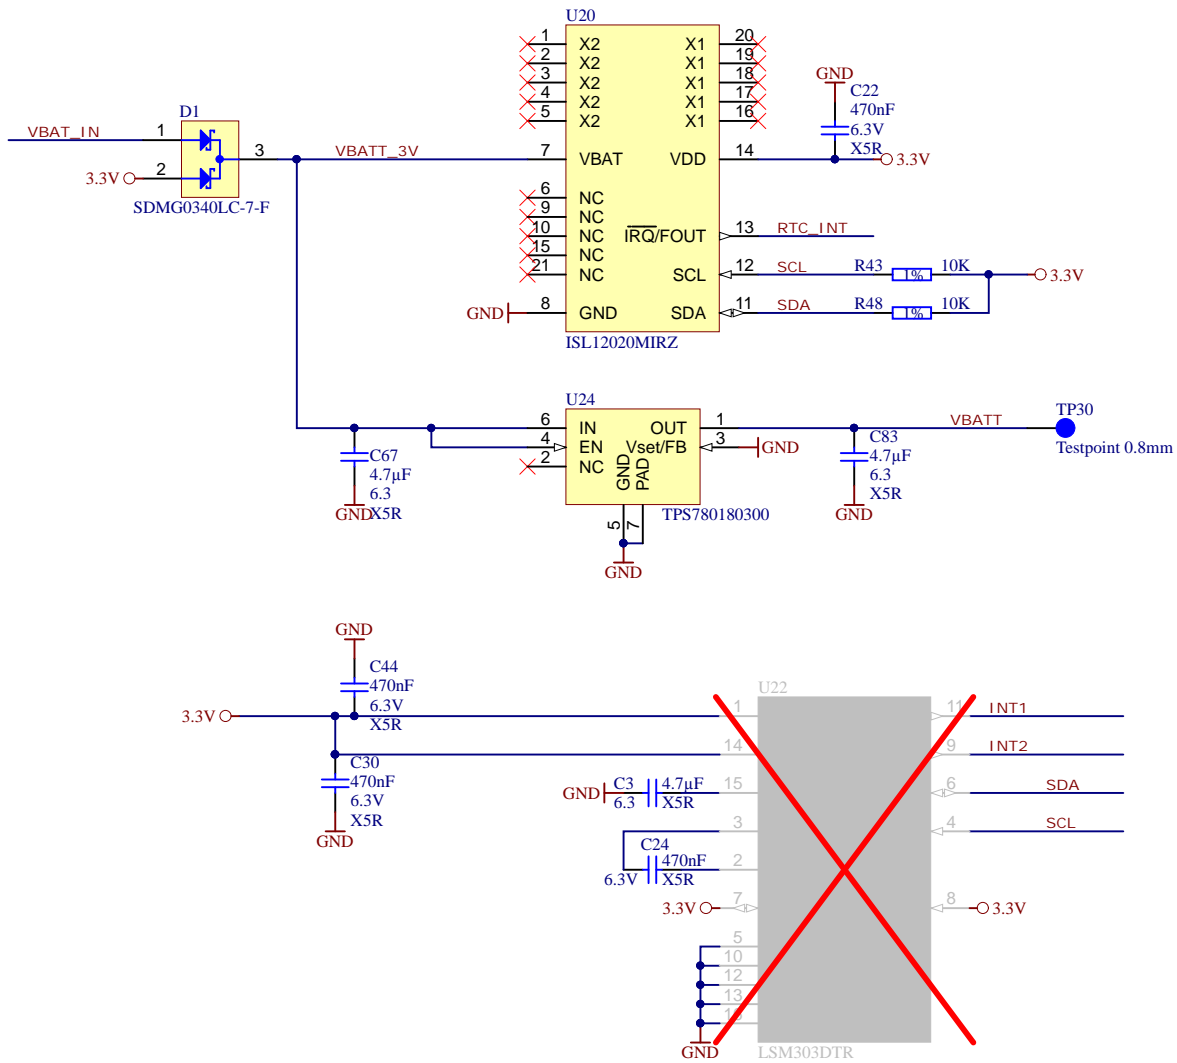 U20
1 X2 X1 20
2 X2 X1 19
3 X2 X1 18
4 X2 X1 17
5 X2 X1 16
GND
C22
470nF
6.3V
X5R
D1
VBAT_IN 1
3.3V 2
3 VBATT_3V 7 VBAT VDD 14 3.3V
SDMG0340LC-7-F
6 NC
9 NC
10 NC IRQ/FOUT 13 RTC_INT
15 NC
21 NC SCL 12 SCL R43 1% 10K 3.3V
GND 8 GND SDA 11 SDA R48 1% 10K
ISL12020MIRZ
U24
6 IN OUT 1 VBATT
4 EN Vset/FB 3 GND
2 NC
GND
PAD
5
7
TPS780180300
GND
C67
4.7µF
6.3
X5R
GND
C83
4.7µF
6.3
X5R
GND
TP30
Testpoint 0.8mm
GND
C44
470nF
6.3V
X5R
3.3V
C30
470nF
6.3V
X5R
GND
U22
1 11 INT1
14 9 INT2
GND C3 4.7µF 15 6 SDA
6.3 X5R
3 4 SCL
C24 470nF 2
6.3V X5R
3.3V 7 8 3.3V
5
10
12
13
GND
LSM303DTR